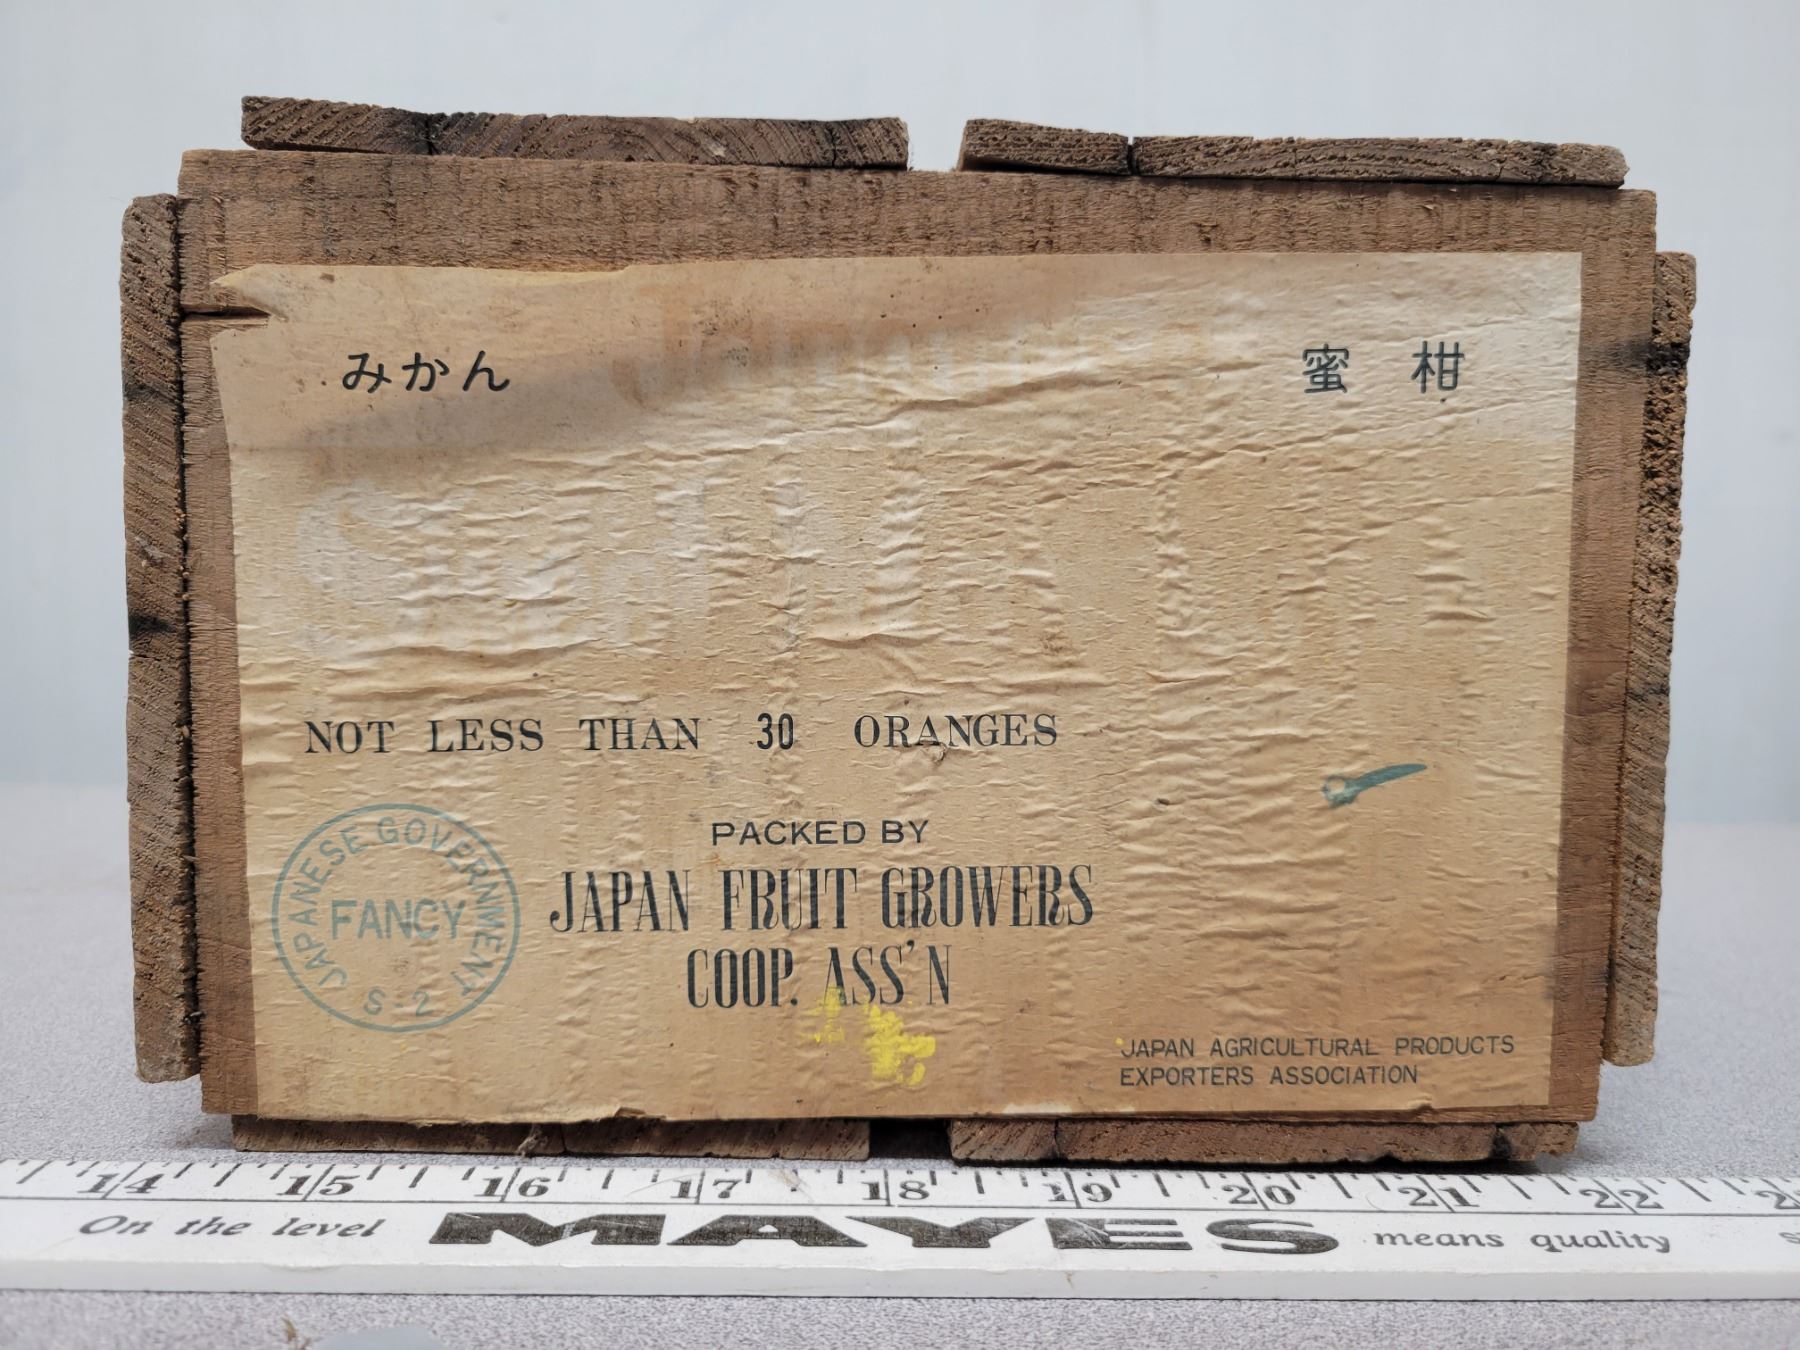 みかん
蜜 柑
NOT LESS THAN 30 ORANGES
JAPANESE GOVERNMENT
FANCY
S-2
PACKED BY
JAPAN FRUIT GROWERS
COOP. ASS'N
JAPAN AGRICULTURAL PRODUCTS
EXPORTERS ASSOCIATION
14 15 16 17 18 19 20 21 22
On the level MAYES means quality